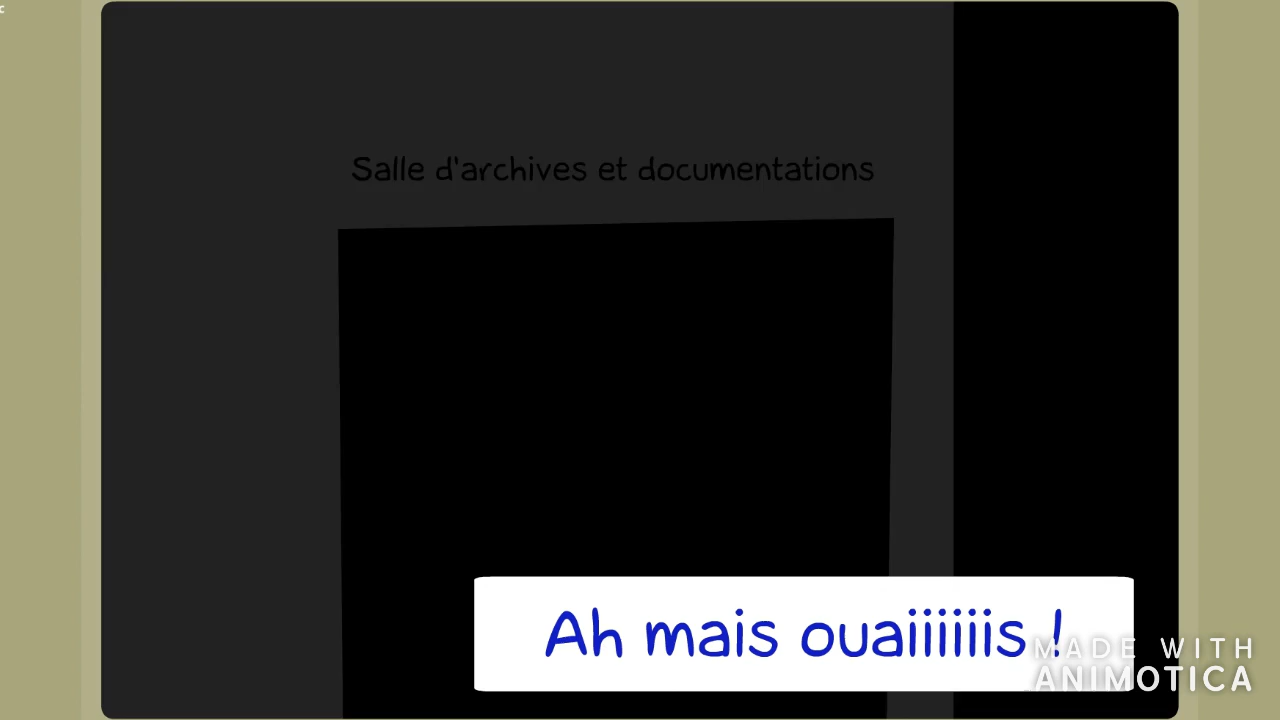 c
Salle d'archives et documentations
Ah mais ouaiiiiiis !
MADE WITH
ANIMOTICA